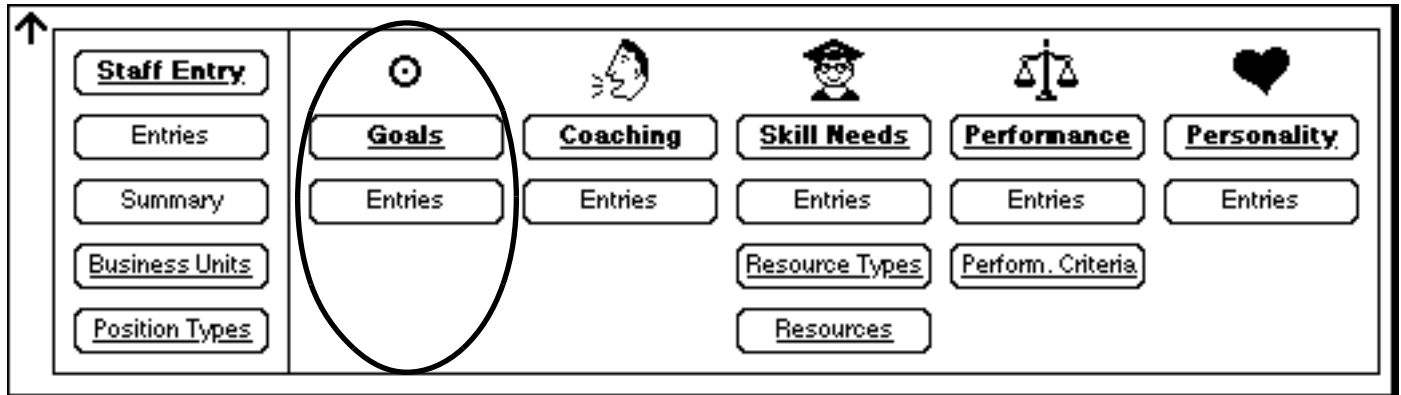 Staff Entry
Entries
Summary
Business Units
Position Types
Goals
Entries
Coaching
Entries
Skill Needs
Entries
Resource Types
Resources
Performance
Entries
Perform. Criteria
Personality
Entries